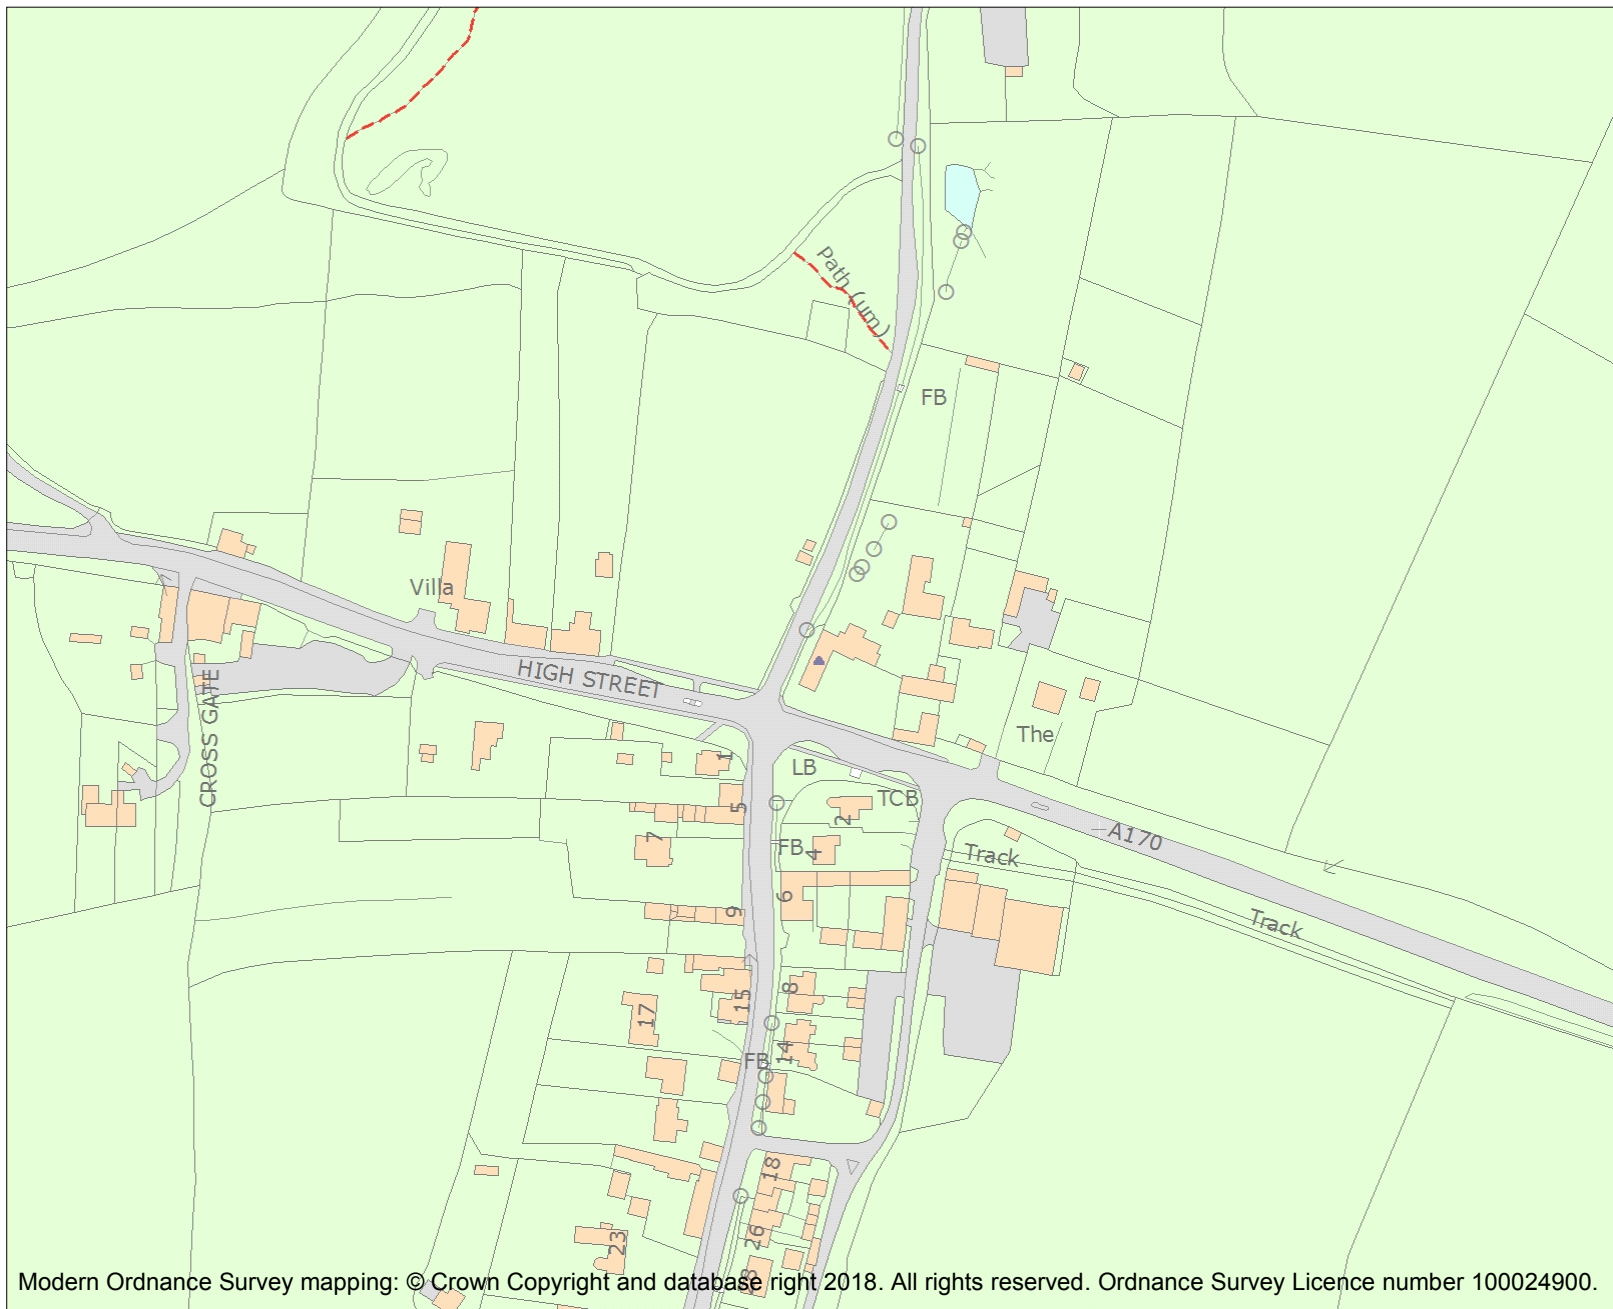 Path (um)
FB
Villa
HIGH STREET
CROSS GATE
The
1
LB
TCB
5
2
7
FB
4
A170
Track
6
9
Track
8
15
17
14
FB
18
26
23
28
Modern Ordnance Survey mapping: © Crown Copyright and database right 2018. All rights reserved. Ordnance Survey Licence number 100024900.